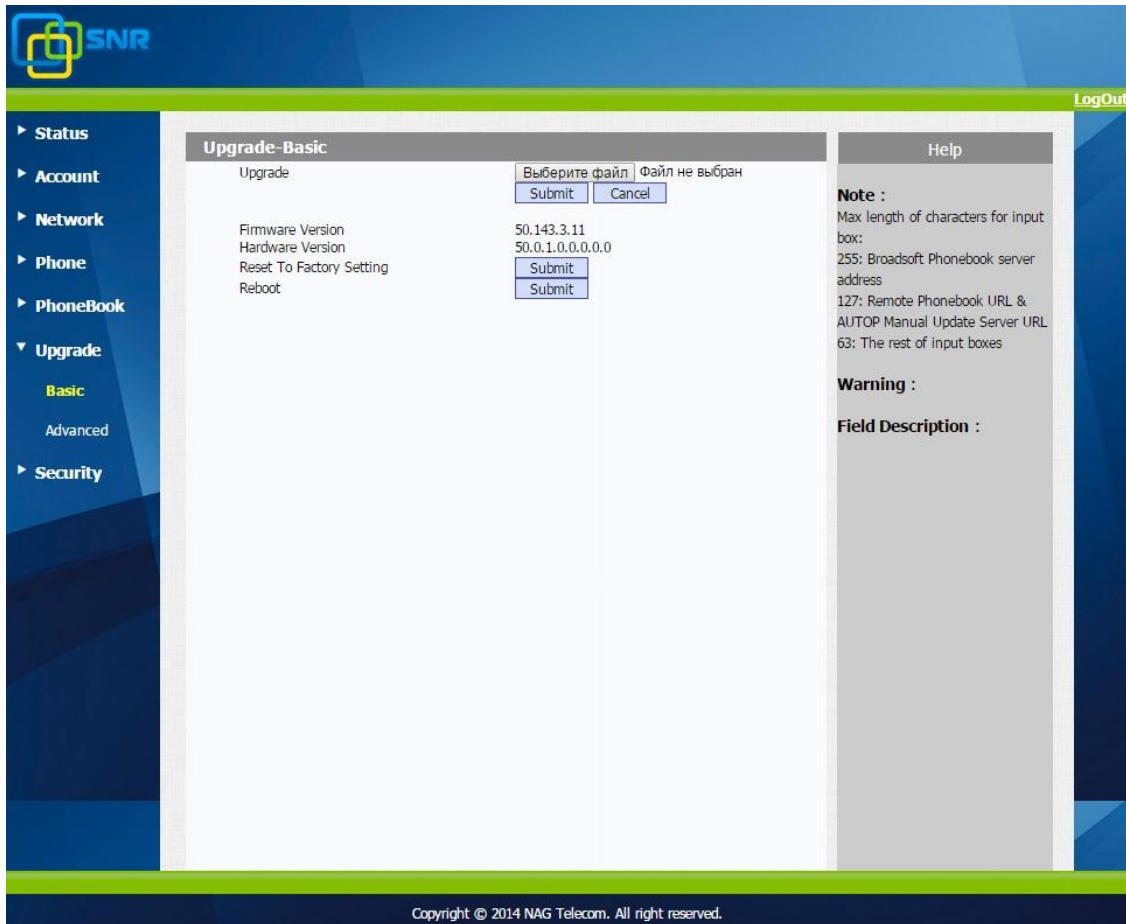 SNR
LogOut
Status
Account
Network
Phone
PhoneBook
Upgrade
Basic
Advanced
Security
Upgrade-Basic
Upgrade
Выберите файл Файл не выбран
Submit Cancel
Firmware Version 50.143.3.11
Hardware Version 50.0.1.0.0.0.0.0
Reset To Factory Setting Submit
Reboot Submit
Help
Note :
Max length of characters for input
box:
255: Broadsoft Phonebook server
address
127: Remote Phonebook URL &
AUTOP Manual Update Server URL
63: The rest of input boxes
Warning :
Field Description :
Copyright © 2014 NAG Telecom. All right reserved.